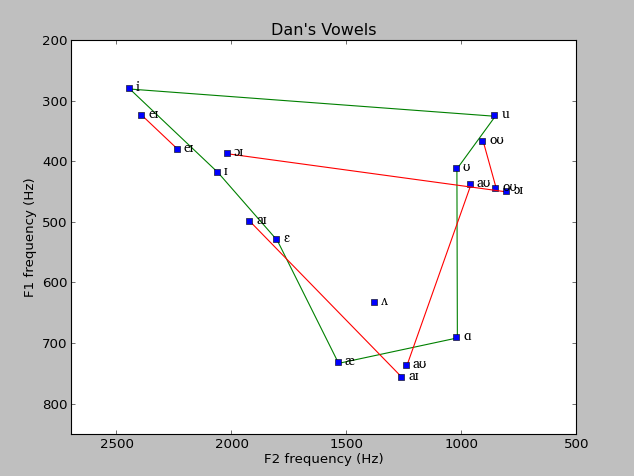 Dan's Vowels
200
i
300
eɪ
u
oʊ
eɪ
ɔɪ
400
ɪ
ʊ
aʊ
oʊ
ɔɪ
500
aɪ
ɛ
600
ʌ
700
ɑ
æ
aʊ
aɪ
800
2500 2000 1500 1000 500
F1 frequency (Hz)
F2 frequency (Hz)